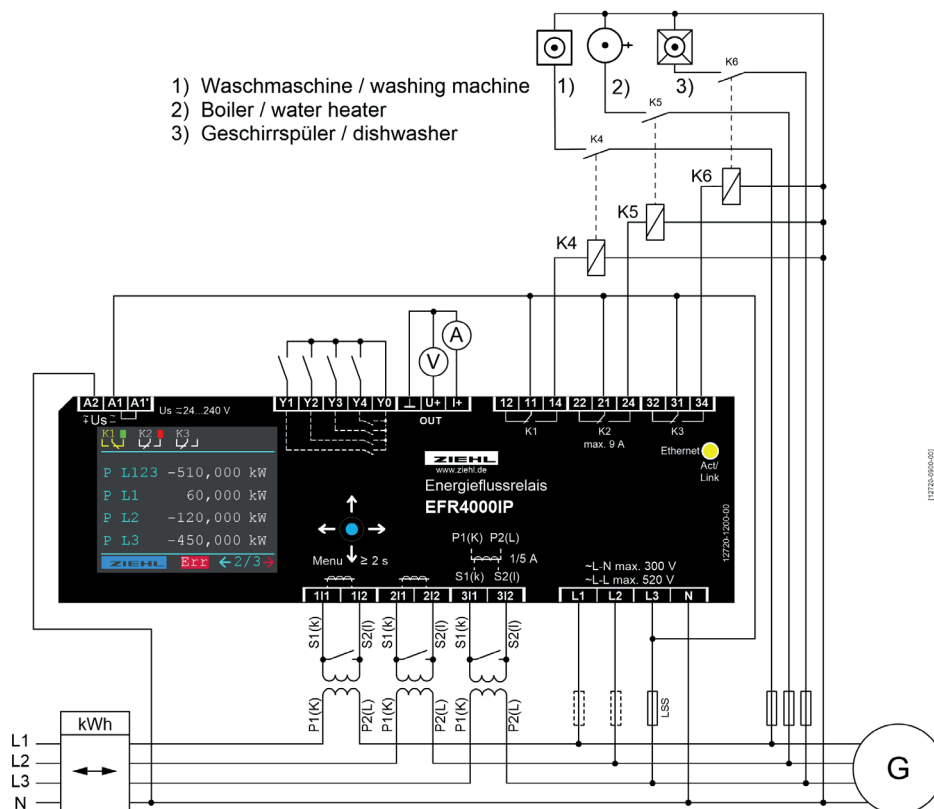 1) Waschmaschine / washing machine
2) Boiler / water heater
3) Geschirrspüler / dishwasher
1)
2)
3)
K6
K5
K4
K6
K5
K4
A
V
A2 A1 A1'
Us
Us 24...240 V
Y1 Y2 Y3 Y4 Y0
⊥ U+ I+
OUT
12 11 14 22 21 24 32 31 34
K1 K2 K3
max. 9 A
K1 K2 K3
P L123 -510,000 kW
P L1 60,000 kW
P L2 -120,000 kW
P L3 -450,000 kW
ZIEHL Err ←2/3→
ZIEHL
www.ziehl.de
Energieflussrelais
EFR4000IP
Ethernet
Act/
Link
12720-1200-00
[12720-0900-00]
Menu ≥ 2 s
P1(K) P2(L)
1/5 A
S1(k) S2(l)
~L-N max. 300 V
~L-L max. 520 V
1I1 1I2 2I1 2I2 3I1 3I2 L1 L2 L3 N
S1(k) S2(l) S1(k) S2(l) S1(k) S2(l)
P1(K) P2(L) P1(K) P2(L) P1(K) P2(L)
LSS
kWh
L1
L2
L3
N
G